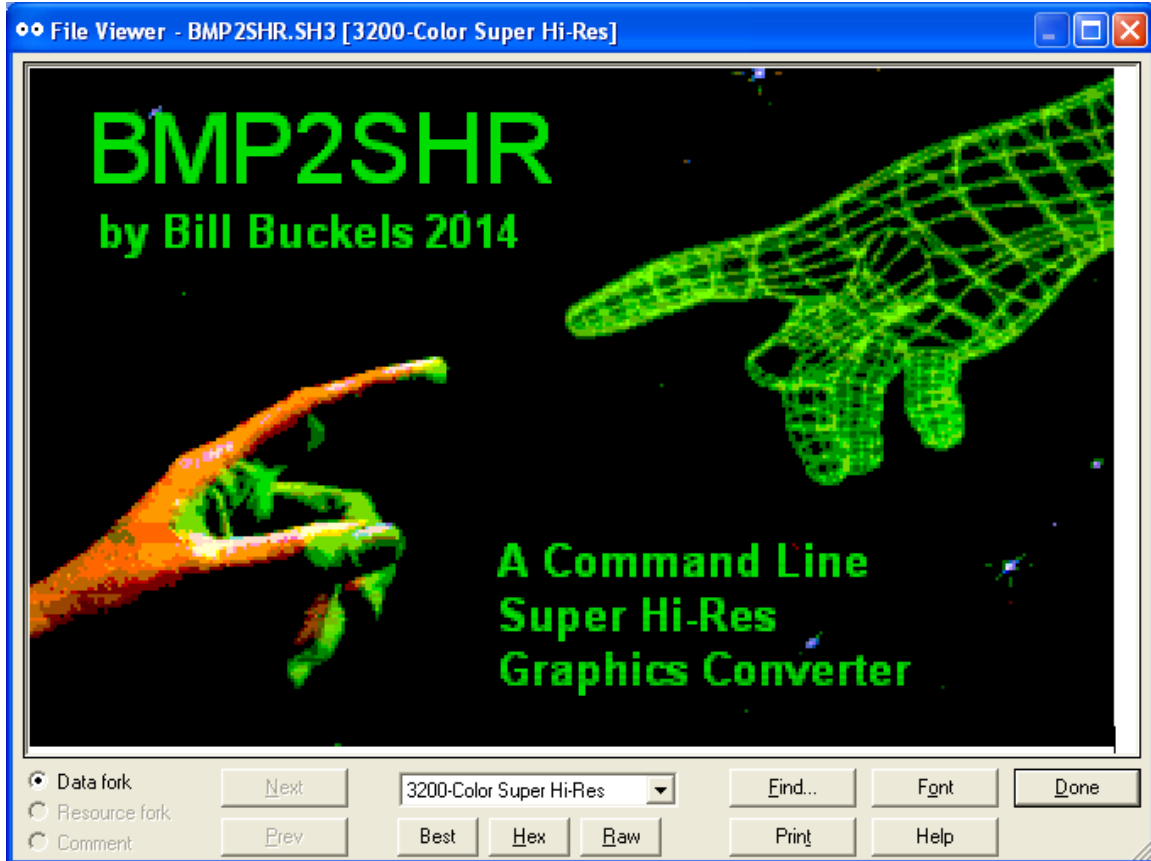 File Viewer - BMP2SHR.SH3 [3200-Color Super Hi-Res]
BMP2SHR
by Bill Buckels 2014
A Command Line
Super Hi-Res
Graphics Converter
Data fork
Resource fork
Comment
Next
Prev
3200-Color Super Hi-Res
Best
Hex
Raw
Find...
Print
Font
Help
Done